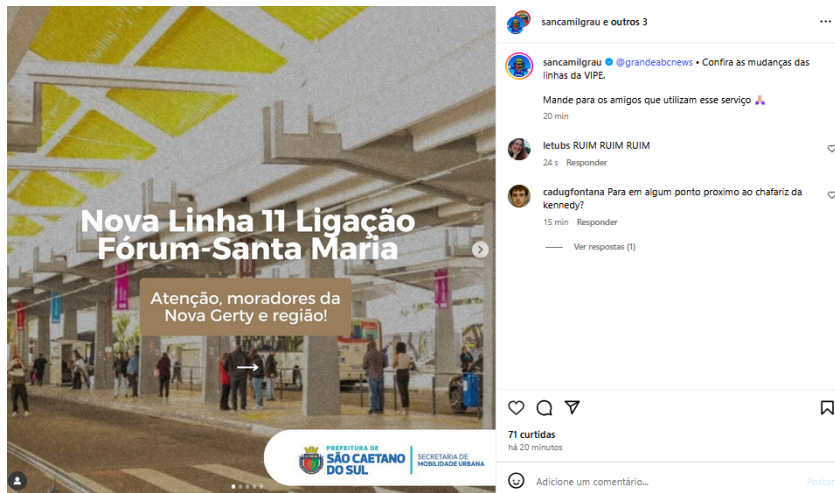 Nova Linha 11 Ligação
Fórum-Santa Maria
Atenção, moradores da
Nova Gerty e região!
PREFEITURA DE
SÃO CAETANO
DO SUL
SECRETARIA DE
MOBILIDADE URBANA
sancamilgrau e outros 3
sancamilgrau @grandeabcnews • Confira as mudanças das
linhas da VIPE.
Mande para os amigos que utilizam esse serviço 🙏🏻
20 min
letubs RUIM RUIM RUIM
24 s Responder
cadugfontana Para em algum ponto proximo ao chafariz da
kennedy?
15 min Responder
Ver respostas (1)
71 curtidas
há 20 minutos
Adicione um comentário...
Postar